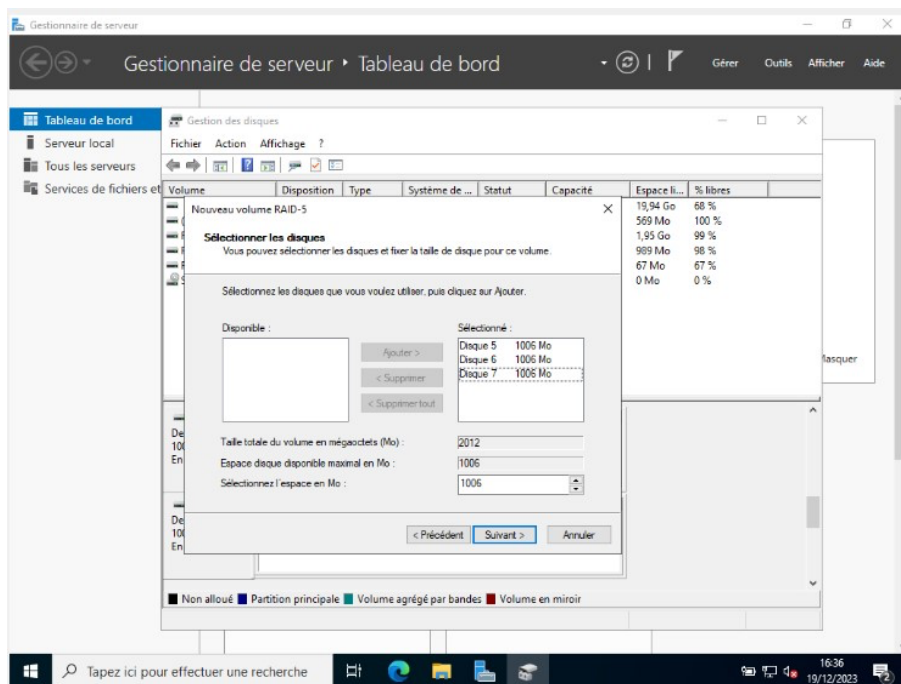 Gestionnaire de serveur
Gestionnaire de serveur ‣ Tableau de bord
Gérer Outils Afficher Aide
Tableau de bord
Serveur local
Tous les serveurs
Services de fichiers et
Gestion des disques
Fichier Action Affichage ?
Volume Disposition Type Système de ... Statut Capacité Espace li... % libres
19,94 Go 68 %
569 Mo 100 %
1,95 Go 99 %
989 Mo 98 %
67 Mo 67 %
0 Mo 0 %
Nouveau volume RAID-5
Sélectionner les disques
Vous pouvez sélectionner les disques et fixer la taille de disque pour ce volume.
Sélectionnez les disques que vous voulez utiliser, puis cliquez sur Ajouter.
Disponible :
Sélectionné :
Ajouter >
< Supprimer
< Supprimer tout
Disque 5 1006 Mo
Disque 6 1006 Mo
Disque 7 1006 Mo
Taille totale du volume en mégaoctets (Mo) : 2012
Espace disque disponible maximal en Mo : 1006
Sélectionnez l'espace en Mo : 1006
< Précédent Suivant > Annuler
Masquer
De
100
En
De
100
En
Non alloué Partition principale Volume agrégé par bandes Volume en miroir
Tapez ici pour effectuer une recherche
16:36
19/12/2023
2